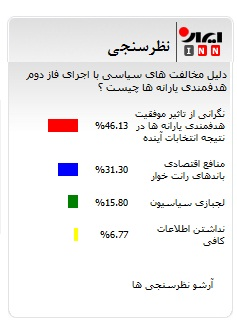 نظرسنجی
ایران
INN
دلیل مخالفت های سیاسی با اجرای فاز دوم
هدفمندی یارانه ها چیست ؟
نگرانی از تاثیر موفقیت
هدفمندی یارانه ها در
نتیجه انتخابات آینده
%46.13
منافع اقتصادی
باندهای رانت خوار
%31.30
لجبازی سیاسیون
%15.80
نداشتن اطلاعات
کافی
%6.77
آرشو نظرسنجی ها